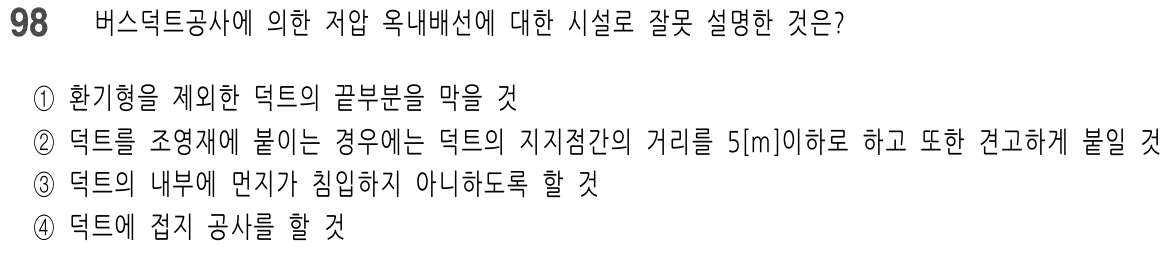 98 버스덕트공사에 의한 저압 옥내배선에 대한 시설로 잘못 설명한 것은?
① 환기형을 제외한 덕트의 끝부분을 막을 것
② 덕트를 조영재에 붙이는 경우에는 덕트의 지지점간의 거리를 5[m]이하로 하고 또한 견고하게 붙일 것
③ 덕트의 내부에 먼지가 침입하지 아니하도록 할 것
④ 덕트에 접지 공사를 할 것